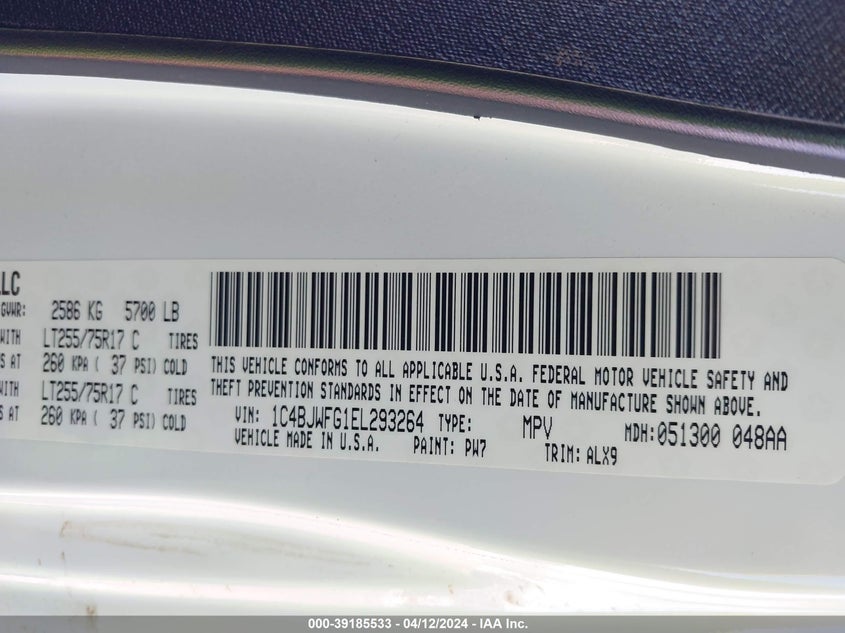 LLC
GVWR: 2586 KG 5700 LB
WITH LT255/75R17 C TIRES
S AT 260 KPA ( 37 PSI) COLD
WITH LT255/75R17 C TIRES
S AT 260 KPA ( 37 PSI) COLD
THIS VEHICLE CONFORMS TO ALL APPLICABLE U.S.A. FEDERAL MOTOR VEHICLE SAFETY AND
THEFT PREVENTION STANDARDS IN EFFECT ON THE DATE OF MANUFACTURE SHOWN ABOVE.
VIN: 1C4BJWFG1EL293264 TYPE: MPV MDH: 051300 048AA
VEHICLE MADE IN U.S.A. PAINT: PW7 TRIM: ALX9
000-39185533 - 04/12/2024 - IAA Inc.